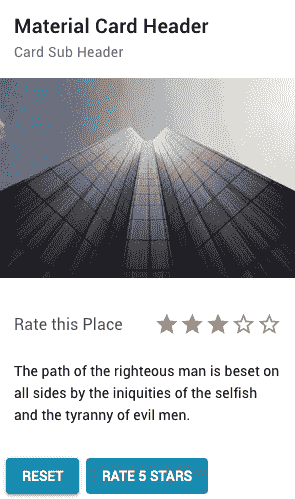 Material Card Header
Card Sub Header
Rate this Place
The path of the righteous man is beset on
all sides by the iniquities of the selfish
and the tyranny of evil men.
RESET
RATE 5 STARS